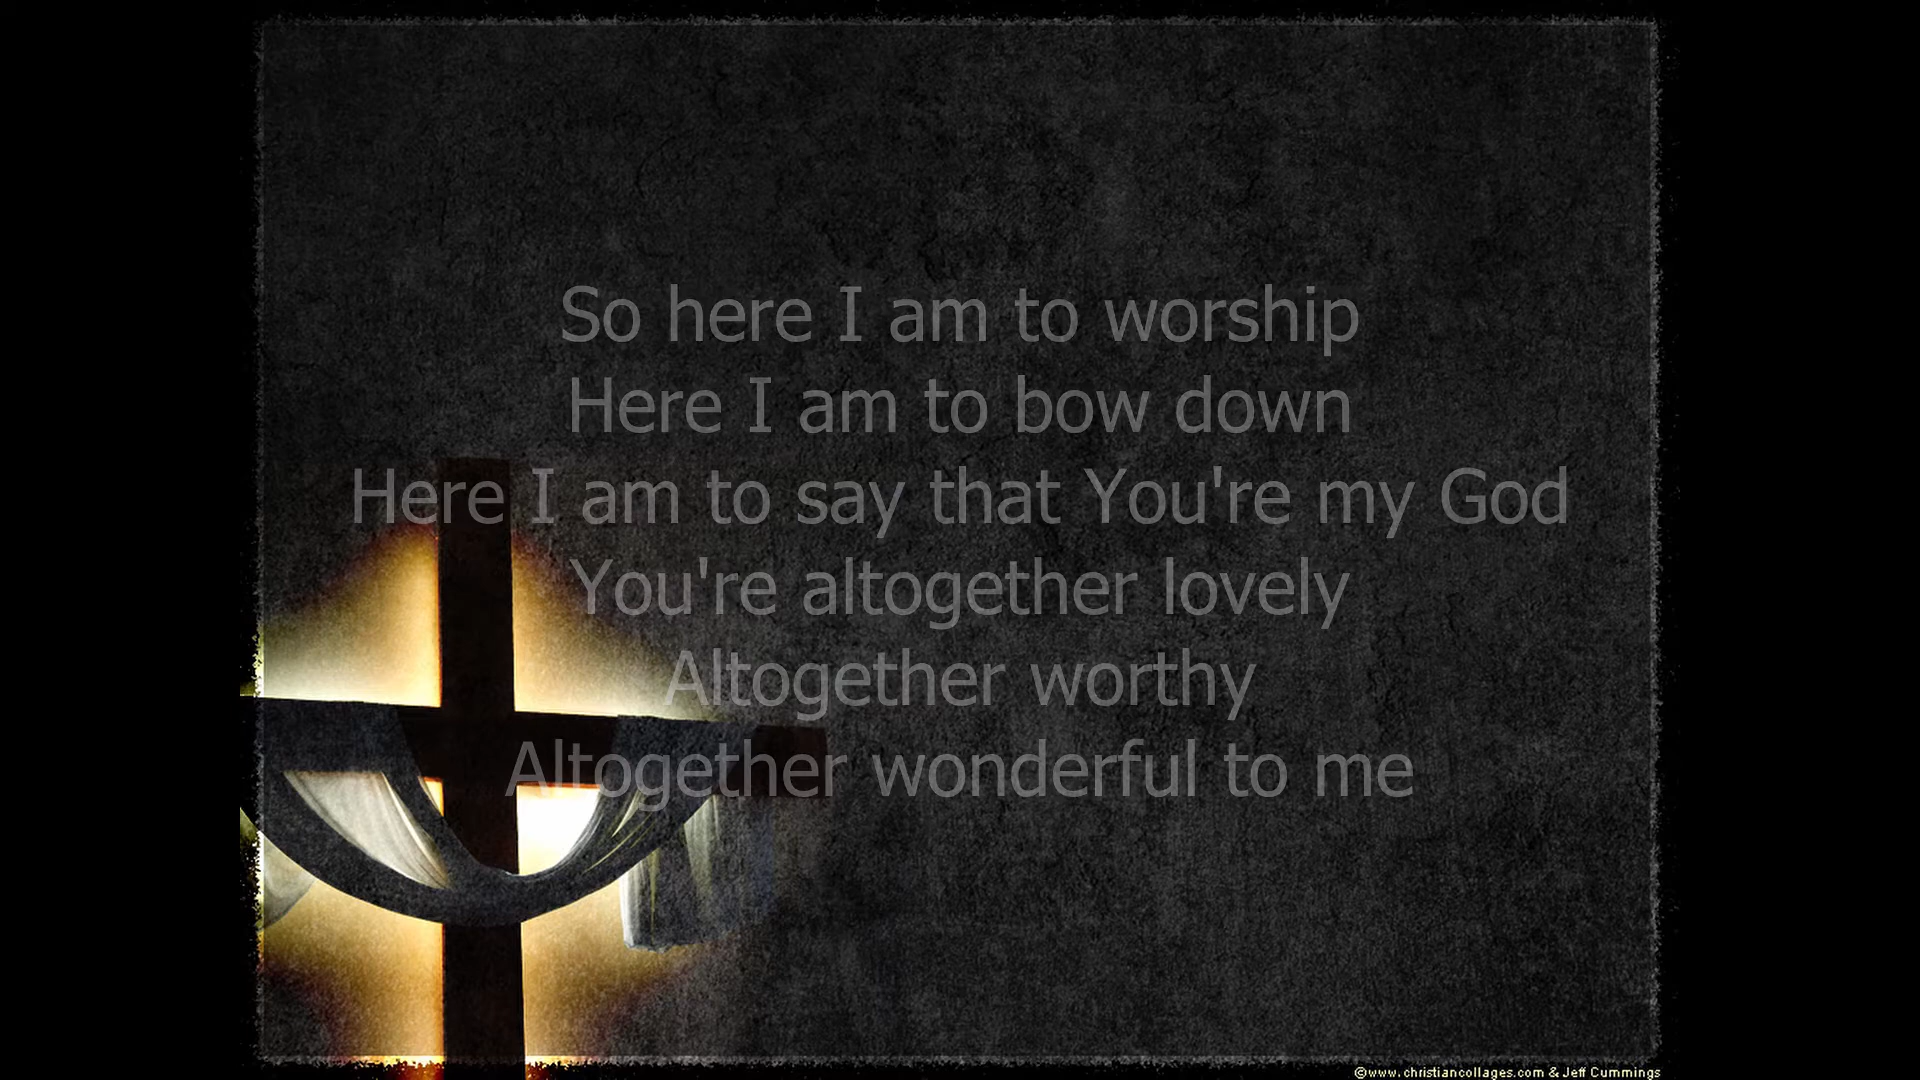 So here I am to worship
Here I am to bow down
Here I am to say that You're my God
You're altogether lovely
Altogether worthy
Altogether wonderful to me
©www.christiancollages.com & Jeff Cummings